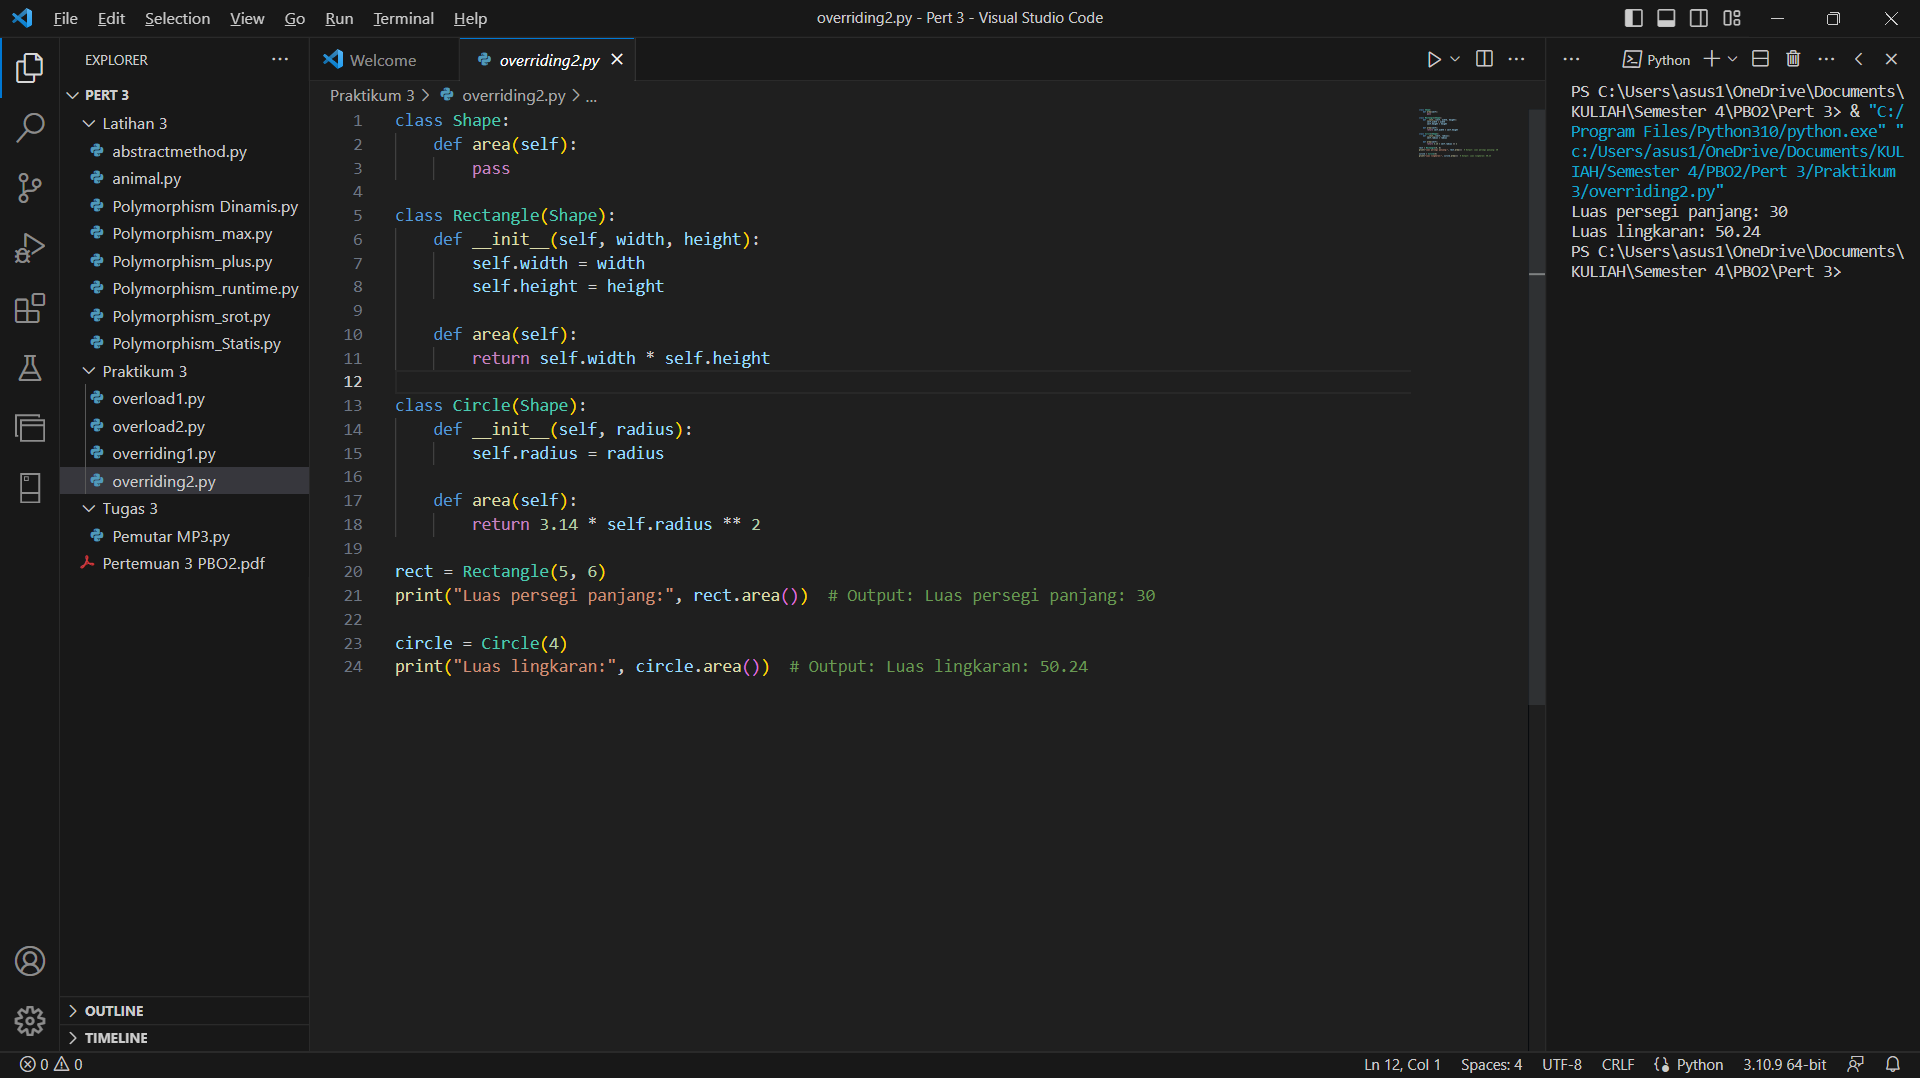 File Edit Selection View Go Run Terminal Help
overriding2.py - Pert 3 - Visual Studio Code
EXPLORER
PERT 3
Latihan 3
abstractmethod.py
animal.py
Polymorphism Dinamis.py
Polymorphism_max.py
Polymorphism_plus.py
Polymorphism_runtime.py
Polymorphism_srot.py
Polymorphism_Statis.py
Praktikum 3
overload1.py
overload2.py
overriding1.py
overriding2.py
Tugas 3
Pemutar MP3.py
Pertemuan 3 PBO2.pdf
OUTLINE
TIMELINE
Welcome
overriding2.py
Praktikum 3 > overriding2.py > ...
1 class Shape:
2     def area(self):
3         pass
4
5 class Rectangle(Shape):
6     def __init__(self, width, height):
7         self.width = width
8         self.height = height
9
10     def area(self):
11         return self.width * self.height
12
13 class Circle(Shape):
14     def __init__(self, radius):
15         self.radius = radius
16
17     def area(self):
18         return 3.14 * self.radius ** 2
19
20 rect = Rectangle(5, 6)
21 print("Luas persegi panjang:", rect.area())  # Output: Luas persegi panjang: 30
22
23 circle = Circle(4)
24 print("Luas lingkaran:", circle.area())  # Output: Luas lingkaran: 50.24
Python
PS C:\Users\asus1\OneDrive\Documents\
KULIAH\Semester 4\PBO2\Pert 3> & "C:/
Program Files/Python310/python.exe" "
c:/Users/asus1/OneDrive/Documents/KUL
IAH/Semester 4/PBO2/Pert 3/Praktikum
3/overriding2.py"
Luas persegi panjang: 30
Luas lingkaran: 50.24
PS C:\Users\asus1\OneDrive\Documents\
KULIAH\Semester 4\PBO2\Pert 3>
0 0
Ln 12, Col 1 Spaces: 4 UTF-8 CRLF Python 3.10.9 64-bit